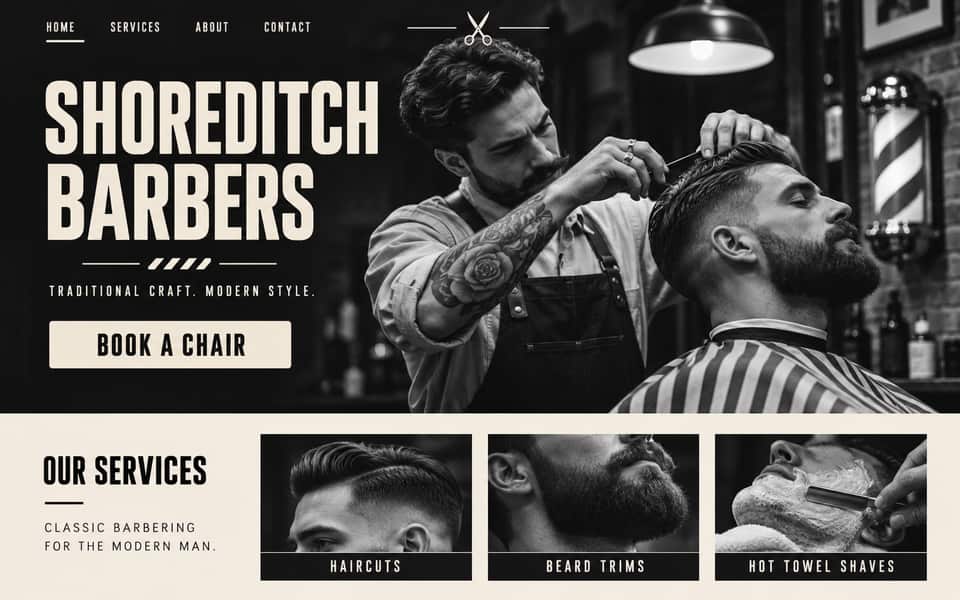 HOME
SERVICES
ABOUT
CONTACT
SHOREDITCH
BARBERS
TRADITIONAL CRAFT. MODERN STYLE.
BOOK A CHAIR
OUR SERVICES
CLASSIC BARBERING
FOR THE MODERN MAN.
HAIRCUTS
BEARD TRIMS
HOT TOWEL SHAVES